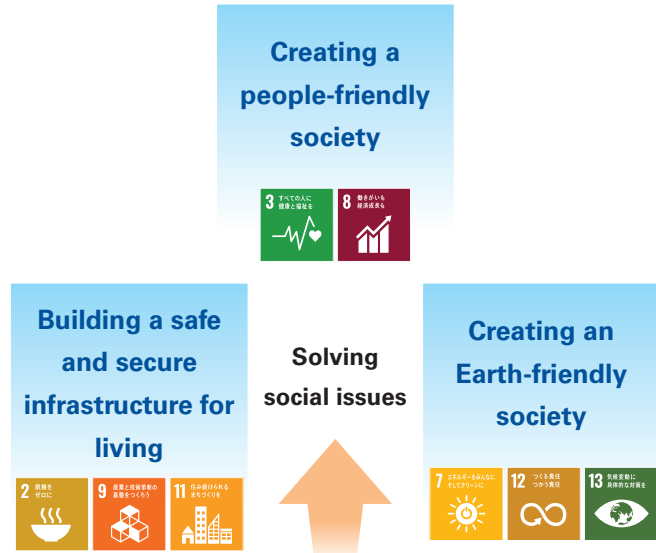 Creating a
people-friendly
society
3 すべての人に
健康と福祉を
8 働きがいも
経済成長も
Building a safe
and secure
infrastructure for
living
2 飢餓を
ゼロに
9 産業と技術革新の
基盤をつくろう
11 住み続けられる
まちづくりを
Solving
social issues
Creating an
Earth-friendly
society
7 エネルギーをみんなに
そしてクリーンに
12 つくる責任
つかう責任
13 気候変動に
具体的な対策を